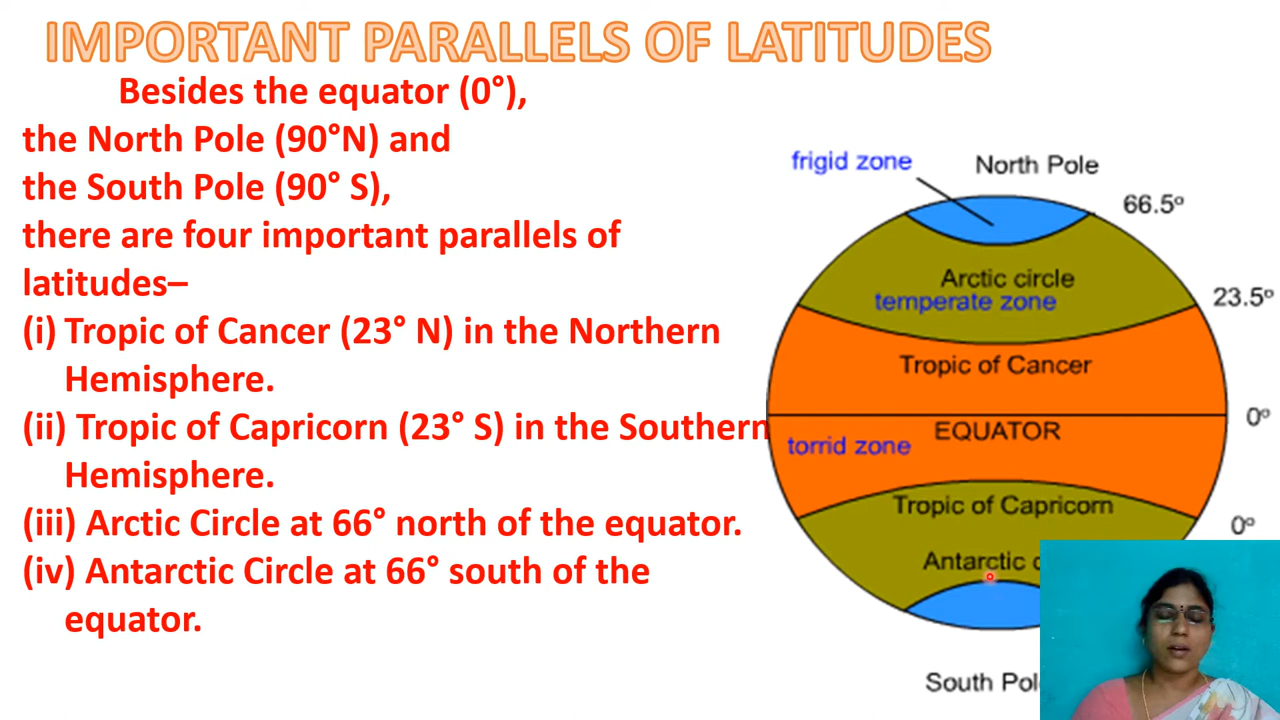 IMPORTANT PARALLELS OF LATITUDES
Besides the equator (0°),
the North Pole (90°N) and
the South Pole (90° S),
there are four important parallels of
latitudes–
(i) Tropic of Cancer (23° N) in the Northern
Hemisphere.
(ii) Tropic of Capricorn (23° S) in the Southern
Hemisphere.
(iii) Arctic Circle at 66° north of the equator.
(iv) Antarctic Circle at 66° south of the
equator.
frigid zone
North Pole
66.5°
Arctic circle
temperate zone
23.5°
Tropic of Cancer
0°
EQUATOR
torrid zone
Tropic of Capricorn
0°
Antarctic
South